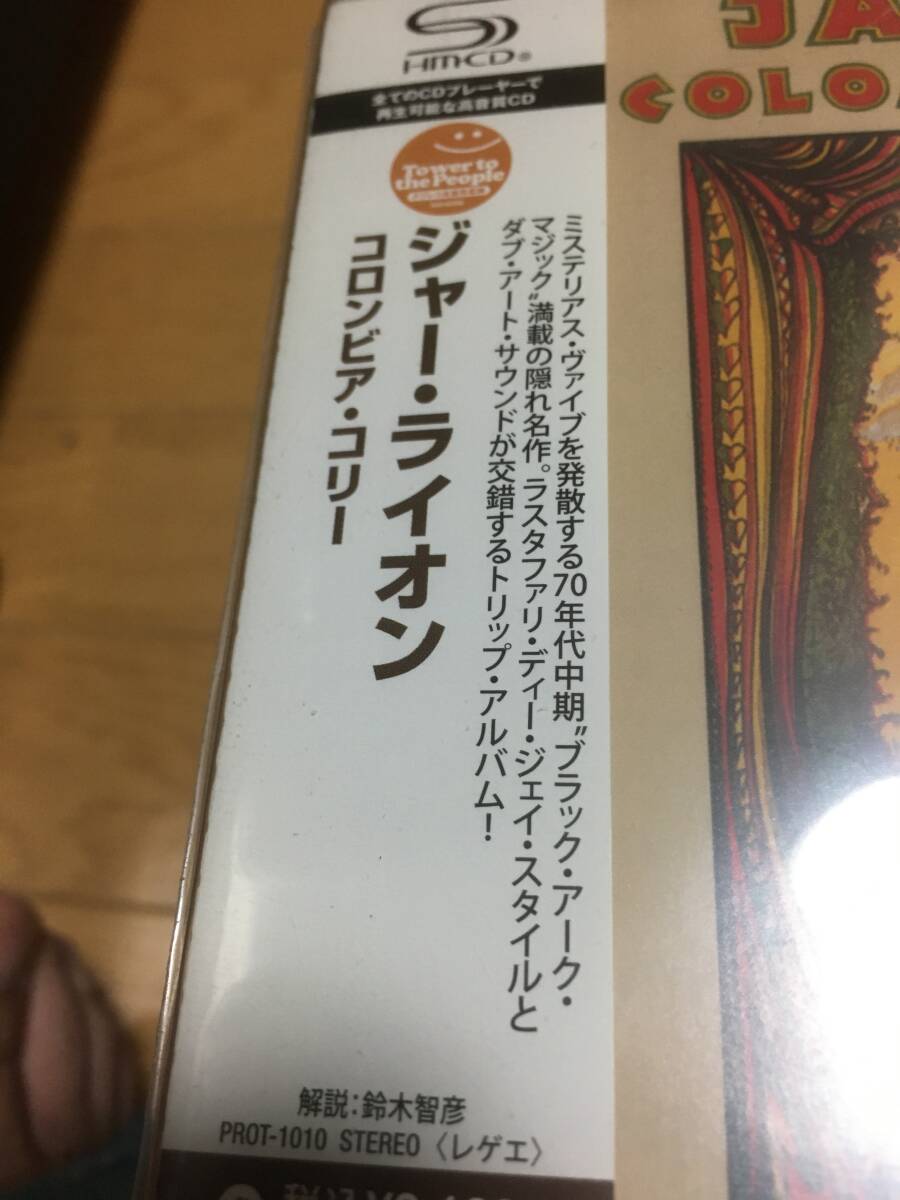 HM-CD®
全てのCDプレーヤーで
再生可能な高音質CD
Tower to
the People
ジャー・ライオン
コロンビア・コリー
ミステリアス・ヴァイブを発散する70年代中期"ブラック・アーク・
マジック"満載の隠れ名作。ラスタファリ・ディー・ジェイ・スタイルと
ダブ・アート・サウンドが交錯するトリップ・アルバム!
解説:鈴木智彦
PROT-1010 STEREO 〈レゲエ〉
JA
COLO